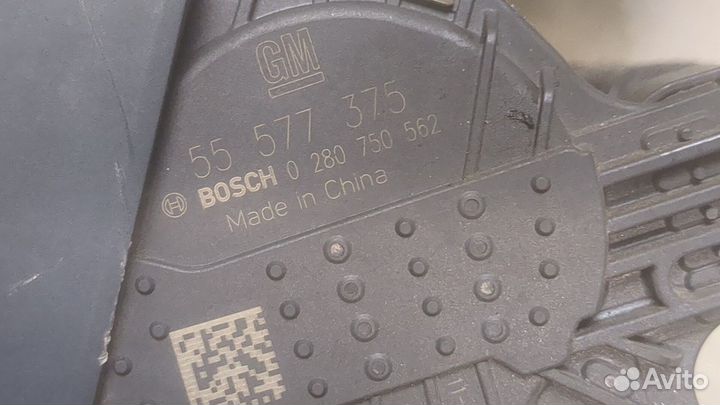 GM
55 577 375
BOSCH 0 280 750 562
Made in China
Avito